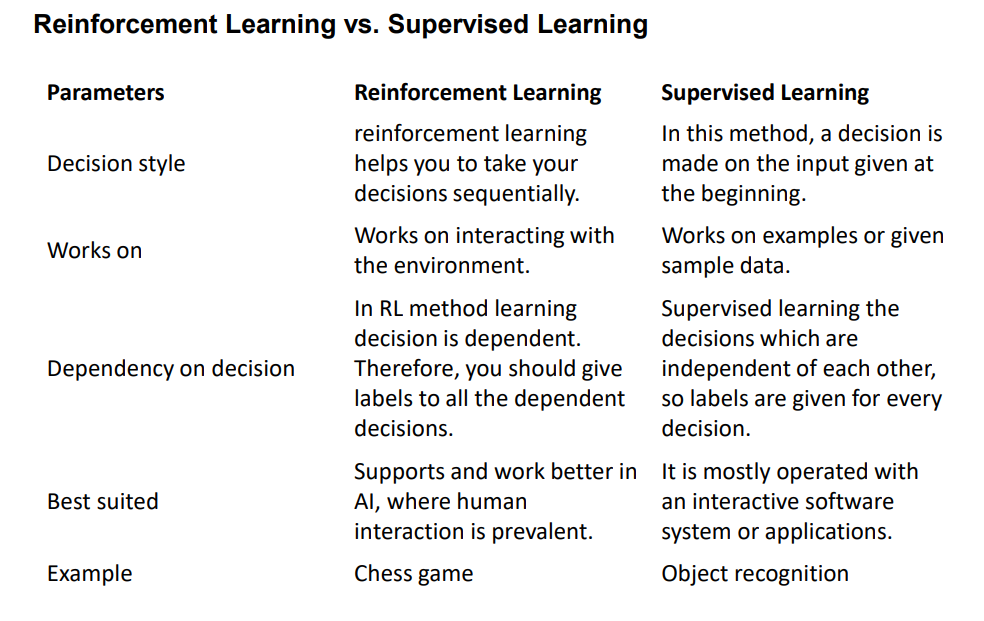 Reinforcement Learning vs. Supervised Learning
Parameters
Reinforcement Learning
Supervised Learning
Decision style
reinforcement learning
helps you to take your
decisions sequentially.
In this method, a decision is
made on the input given at
the beginning.
Works on
Works on interacting with
the environment.
Works on examples or given
sample data.
Dependency on decision
In RL method learning
decision is dependent.
Therefore, you should give
labels to all the dependent
decisions.
Supervised learning the
decisions which are
independent of each other,
so labels are given for every
decision.
Best suited
Supports and work better in
AI, where human
interaction is prevalent.
It is mostly operated with
an interactive software
system or applications.
Example
Chess game
Object recognition